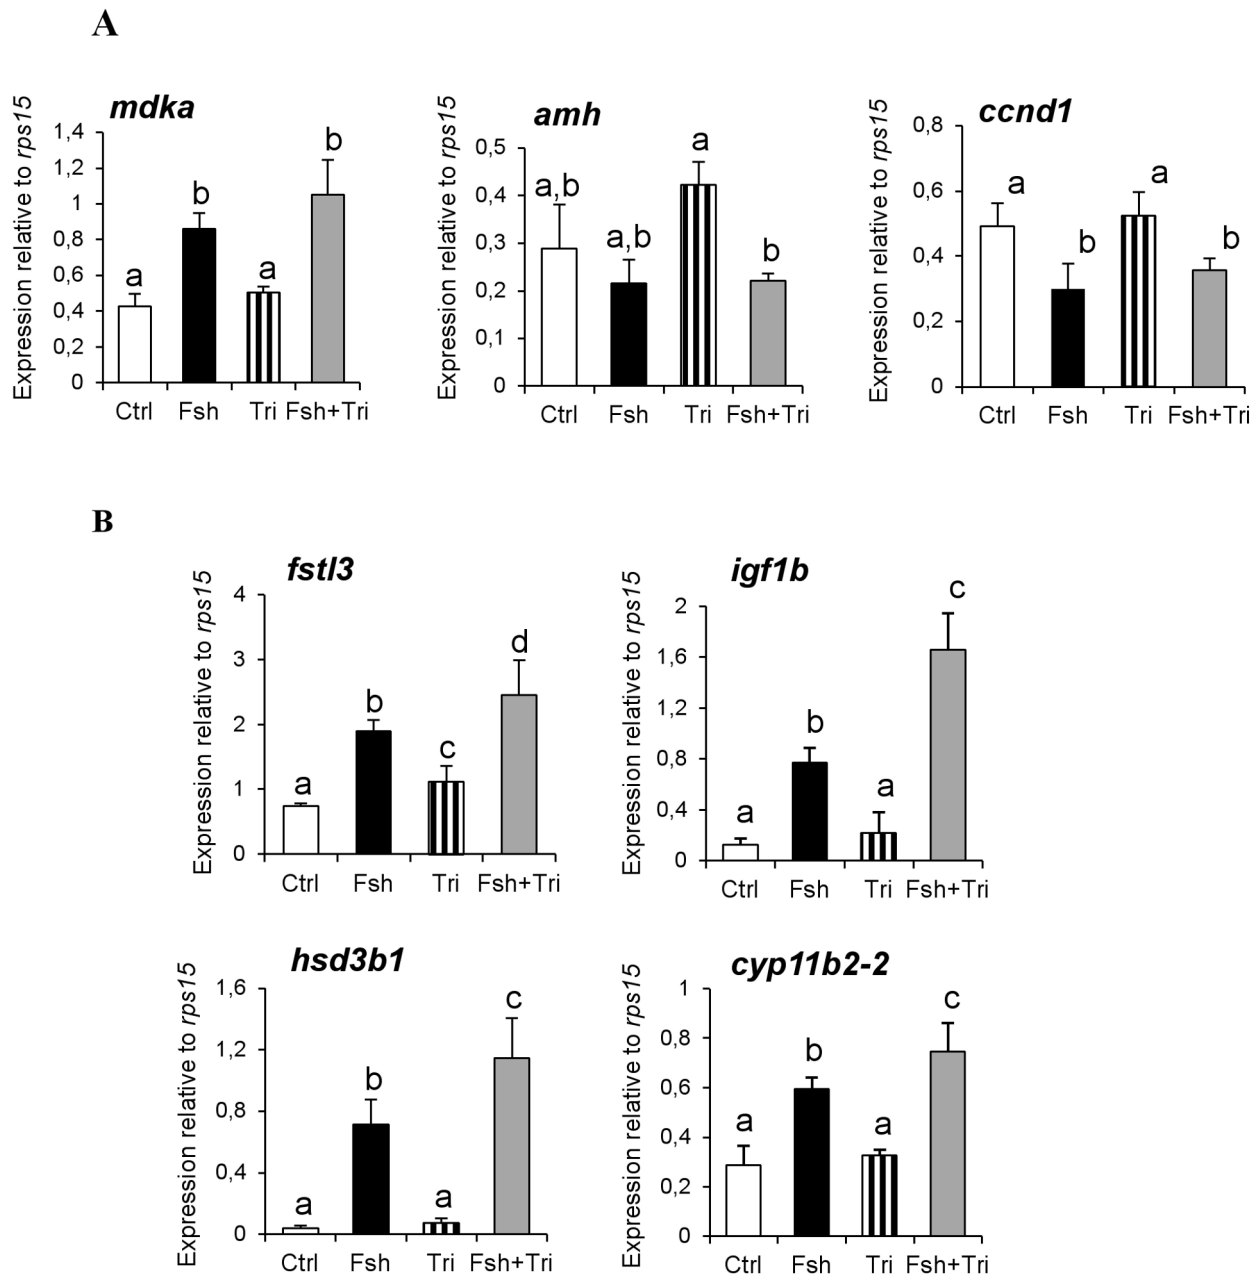 A
mdka
Expression relative to rps15
1,4
1,2
1
0,8
0,6
0,4
0,2
0
a
b
a
b
Ctrl Fsh Tri Fsh+Tri
amh
Expression relative to rps15
0,5
0,4
0,3
0,2
0,1
0
a,b
a,b
a
b
Ctrl Fsh Tri Fsh+Tri
ccnd1
Expression relative to rps15
0,8
0,6
0,4
0,2
0
a
b
a
b
Ctrl Fsh Tri Fsh+Tri
B
fstl3
Expression relative to rps15
4
3
2
1
0
a
b
c
d
Ctrl Fsh Tri Fsh+Tri
igf1b
Expression relative to rps15
2
1,6
1,2
0,8
0,4
0
a
b
a
c
Ctrl Fsh Tri Fsh+Tri
hsd3b1
Expression relative to rps15
1,6
1,2
0,8
0,4
0
a
b
a
c
Ctrl Fsh Tri Fsh+Tri
cyp11b2-2
Expression relative to rps15
1
0,8
0,6
0,4
0,2
0
a
b
a
c
Ctrl Fsh Tri Fsh+Tri